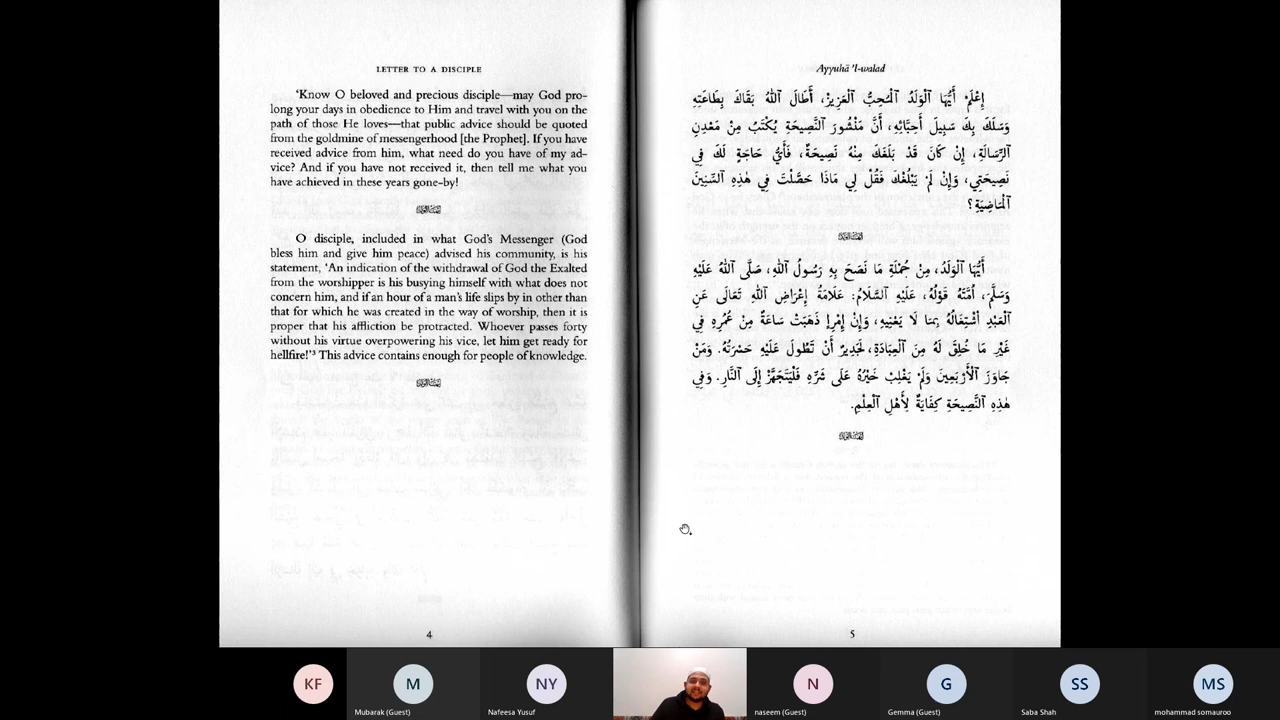 LETTER TO A DISCIPLE
‘Know O beloved and precious disciple—may God pro-
long your days in obedience to Him and travel with you on the
path of those He loves—that public advice should be quoted
from the goldmine of messengerhood [the Prophet]. If you have
received advice from him, what need do you have of my ad-
vice? And if you have not received it, then tell me what you
have achieved in these years gone-by!
O disciple, included in what God’s Messenger (God
bless him and give him peace) advised his community, is his
statement, ‘An indication of the withdrawal of God the Exalted
from the worshipper is his busying himself with what does not
concern him, and if an hour of a man’s life slips by in other than
that for which he was created in the way of worship, then it is
proper that his affliction be protracted. Whoever passes forty
without his virtue overpowering his vice, let him get ready for
hellfire!’³ This advice contains enough for people of knowledge.
4
Ayyuhā ’l-walad
إِعْلَمْ أَيُّهَا ٱلْوَلَدُ ٱلْمُحِبُّ ٱلْعَزِيزُ، أَطَالَ ٱللهُ بَقَاكَ بِطَاعَتِهِ
وَسَلَكَ بِكَ سَبِيلَ أَحِبَّائِهِ، أَنَّ مَنْشُورَ ٱلنَّصِيحَةِ يُكْتَبُ مِنْ مَعْدِنِ
ٱلرِّسَالَةِ، إِنْ كَانَ قَدْ بَلَغَكَ مِنْهُ نَصِيحَةٌ، فَأَيُّ حَاجَةٍ لَكَ فِي
نَصِيحَتِي، وَإِنْ لَمْ يَبْلُغْكَ فَقُلْ لِي مَاذَا حَصَّلْتَ فِي هٰذِهِ ٱلسِّنِينَ
ٱلْمَاضِيَةِ؟
أَيُّهَا ٱلْوَلَدُ، مِنْ جُمْلَةِ مَا نَصَحَ بِهِ رَسُولُ ٱللهِ، صَلَّى ٱللهُ عَلَيْهِ
وَسَلَّمَ، أُمَّتَهُ قَوْلُهُ، عَلَيْهِ ٱلسَّلَامُ: عَلَامَةُ إِعْرَاضِ ٱللهِ تَعَالَى عَنِ
ٱلْعَبْدِ ٱشْتِغَالُهُ بِمَا لَا يَعْنِيهِ، وَإِنْ إِمْرِإٍ ذَهَبَتْ سَاعَةٌ مِنْ عُمُرِهِ فِي
غَيْرِ مَا خُلِقَ لَهُ مِنَ ٱلْعِبَادَةِ، لَجَدِيرٌ أَنْ تَطُولَ عَلَيْهِ حَسْرَتُهُ. وَمَنْ
جَاوَزَ ٱلْأَرْبَعِينَ وَلَمْ يَغْلِبْ خَيْرُهُ عَلَى شَرِّهِ فَلْيَتَجَهَّزْ إِلَى ٱلنَّارِ. وَفِي
هٰذِهِ ٱلنَّصِيحَةِ كِفَايَةٌ لِأَهْلِ ٱلْعِلْمِ.
5
KF
M
Mubarak (Guest)
NY
Nafeesa Yusuf
N
naseem (Guest)
G
Gemma (Guest)
SS
Saba Shah
MS
mohammad somauroo